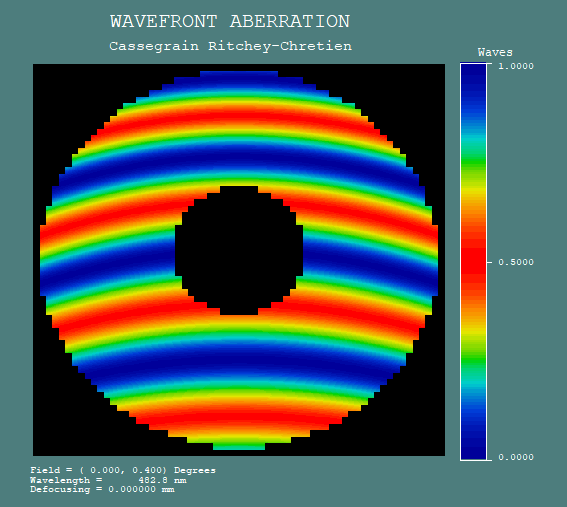 WAVEFRONT ABERRATION
Cassegrain Ritchey-Chretien
Waves
1.0000
0.5000
0.0000
Field = ( 0.000, 0.400) Degrees
Wavelength =      482.8 nm
Defocusing = 0.000000 mm